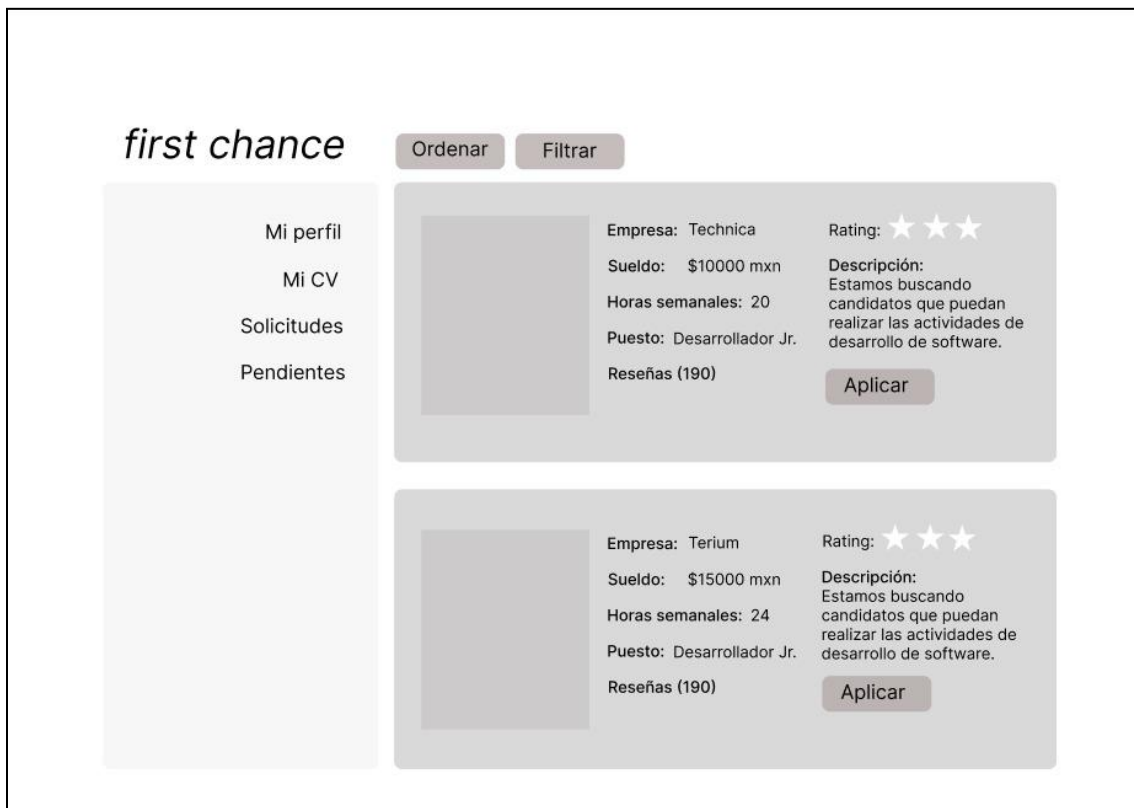 first chance
Ordenar
Filtrar
Mi perfil
Mi CV
Solicitudes
Pendientes
Empresa: Technica
Sueldo: $10000 mxn
Horas semanales: 20
Puesto: Desarrollador Jr.
Reseñas (190)
Rating:
Descripción:
Estamos buscando
candidatos que puedan
realizar las actividades de
desarrollo de software.
Aplicar
Empresa: Terium
Sueldo: $15000 mxn
Horas semanales: 24
Puesto: Desarrollador Jr.
Reseñas (190)
Rating:
Descripción:
Estamos buscando
candidatos que puedan
realizar las actividades de
desarrollo de software.
Aplicar